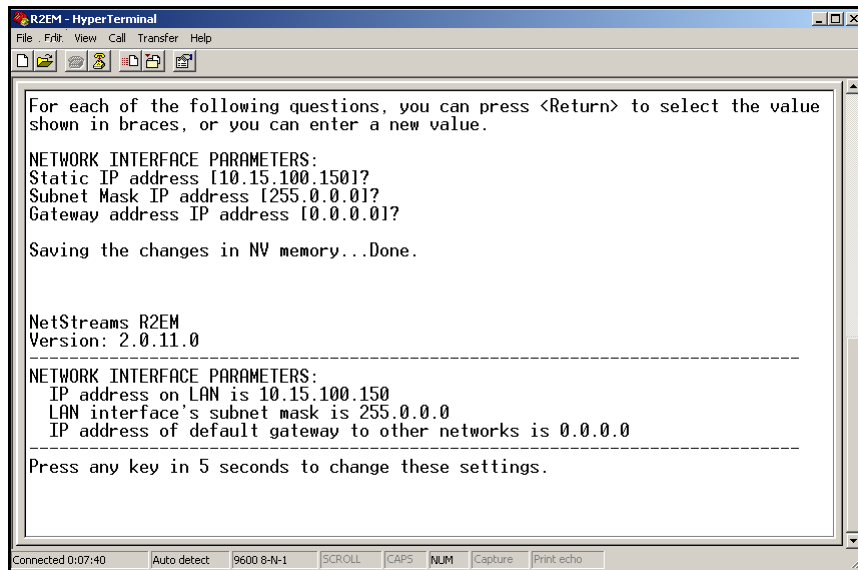 R2EM - HyperTerminal
File Edit View Call Transfer Help
For each of the following questions, you can press <Return> to select the value
shown in braces, or you can enter a new value.
NETWORK INTERFACE PARAMETERS:
Static IP address [10.15.100.150]?
Subnet Mask IP address [255.0.0.0]?
Gateway address IP address [0.0.0.0]?
Saving the changes in NV memory...Done.
NetStreams R2EM
Version: 2.0.11.0
--------------------------------------------------------------------------------
NETWORK INTERFACE PARAMETERS:
IP address on LAN is 10.15.100.150
LAN interface's subnet mask is 255.0.0.0
IP address of default gateway to other networks is 0.0.0.0
--------------------------------------------------------------------------------
Press any key in 5 seconds to change these settings.
Connected 0:07:40 Auto detect 9600 8-N-1 SCROLL CAPS NUM Capture Print echo